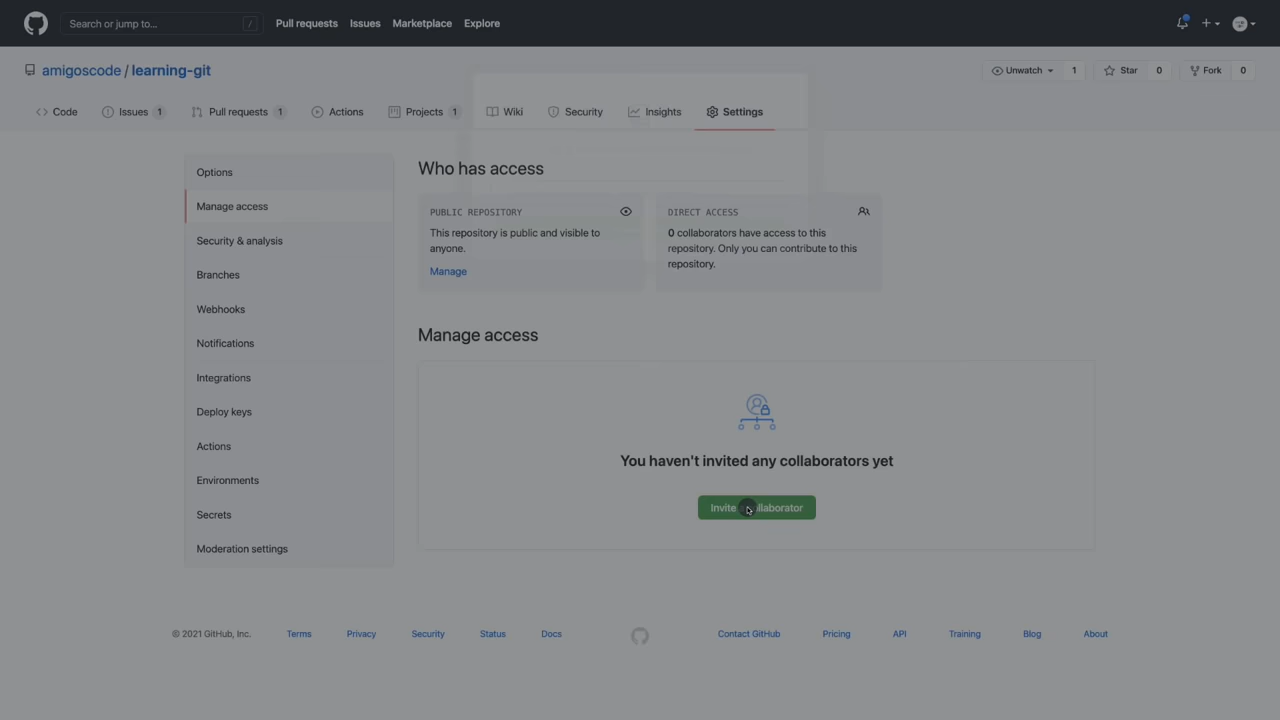 Search or jump to... /
Pull requests Issues Marketplace Explore
amigoscode / learning-git
Unwatch 1 Star 0 Fork 0
Code Issues 1 Pull requests 1 Actions Projects 1 Wiki Security Insights Settings
Options
Manage access
Security & analysis
Branches
Webhooks
Notifications
Integrations
Deploy keys
Actions
Environments
Secrets
Moderation settings
Who has access
PUBLIC REPOSITORY
This repository is public and visible to
anyone.
Manage
DIRECT ACCESS
0 collaborators have access to this
repository. Only you can contribute to this
repository.
Manage access
You haven't invited any collaborators yet
Invite llaborator
© 2021 GitHub, Inc. Terms Privacy Security Status Docs Contact GitHub Pricing API Training Blog About